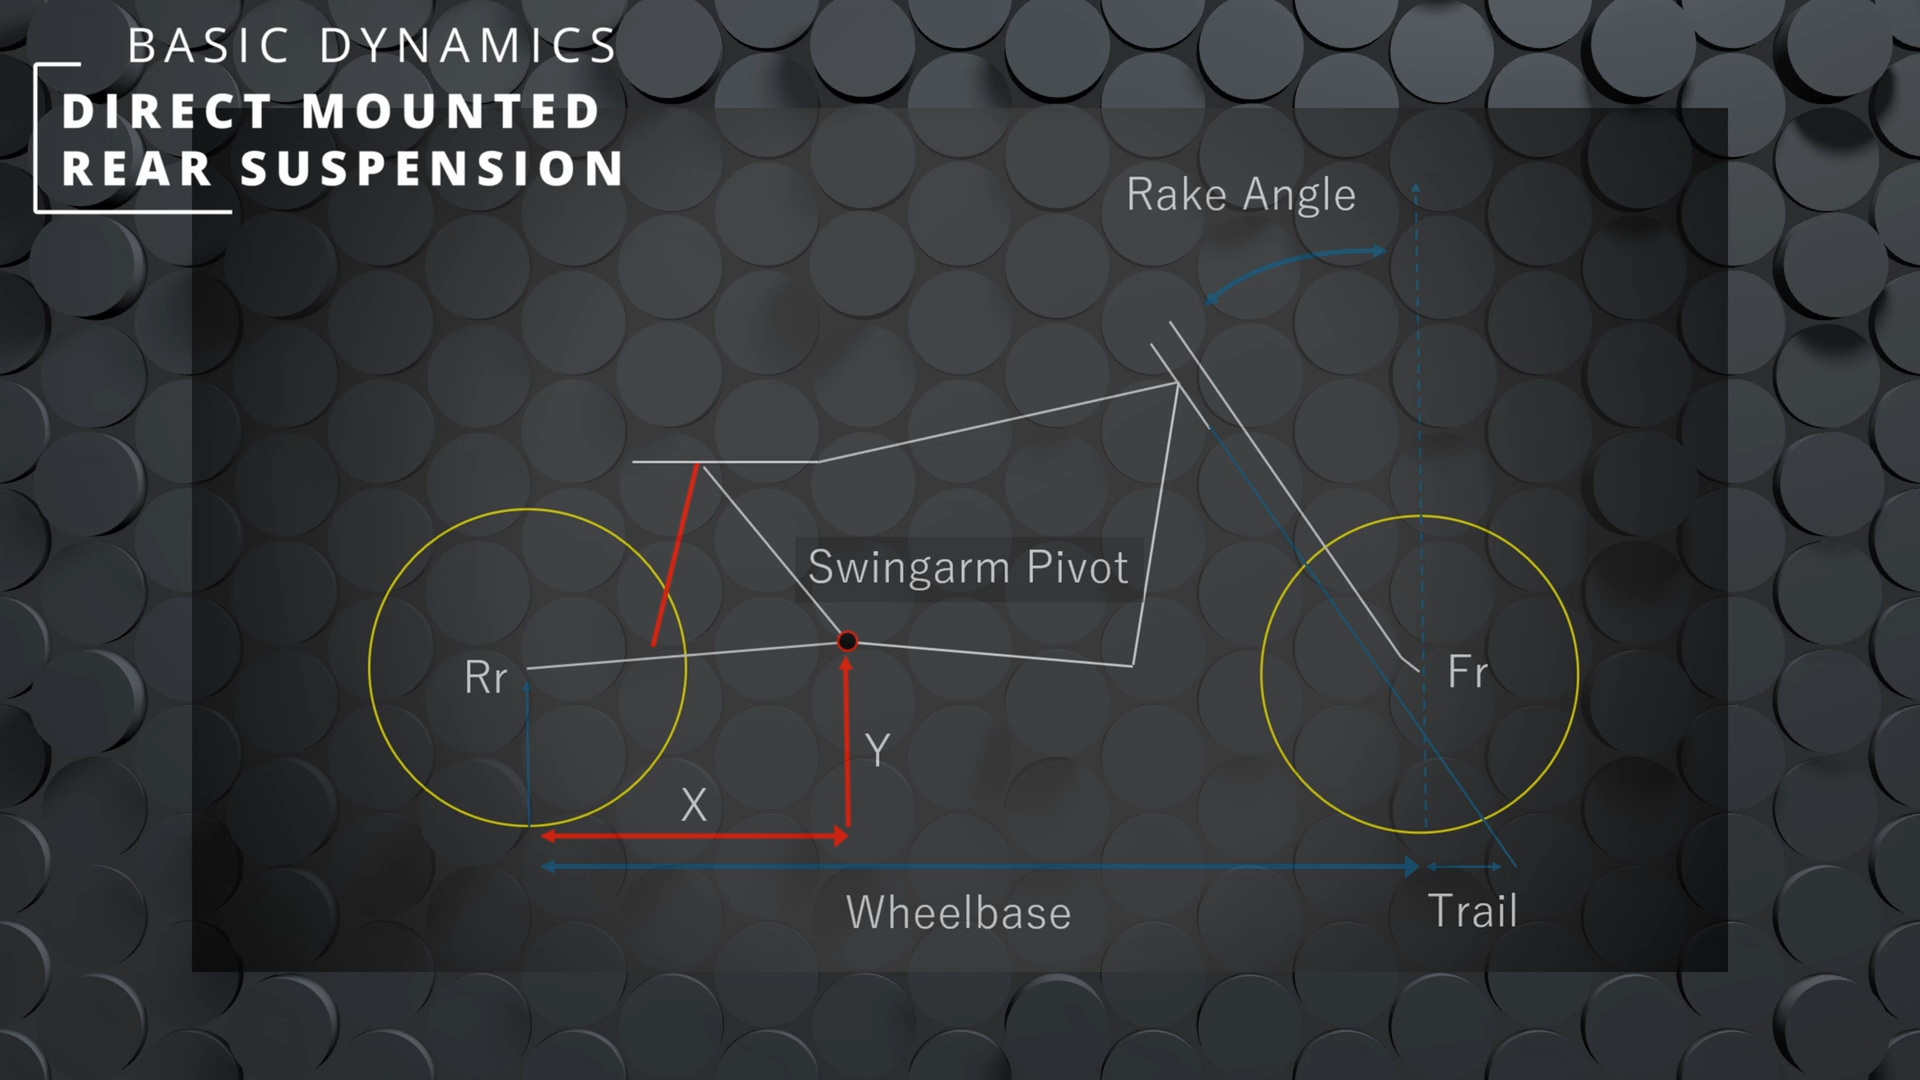 BASIC DYNAMICS
DIRECT MOUNTED
REAR SUSPENSION
Rake Angle
Swingarm Pivot
Rr
Fr
Y
X
Wheelbase
Trail